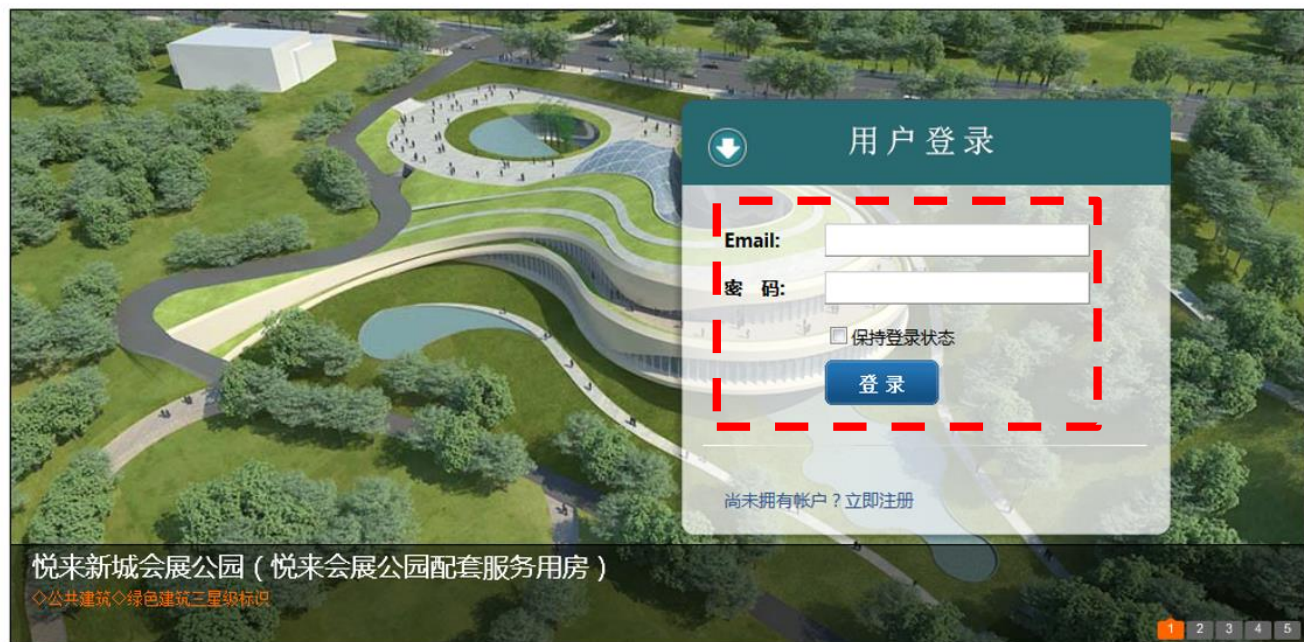 用户登录
Email:
密 码:
保持登录状态
登 录
尚未拥有帐户？立即注册
悦来新城会展公园（悦来会展公园配套服务用房）
◇公共建筑◇绿色建筑三星级标识
1 2 3 4 5